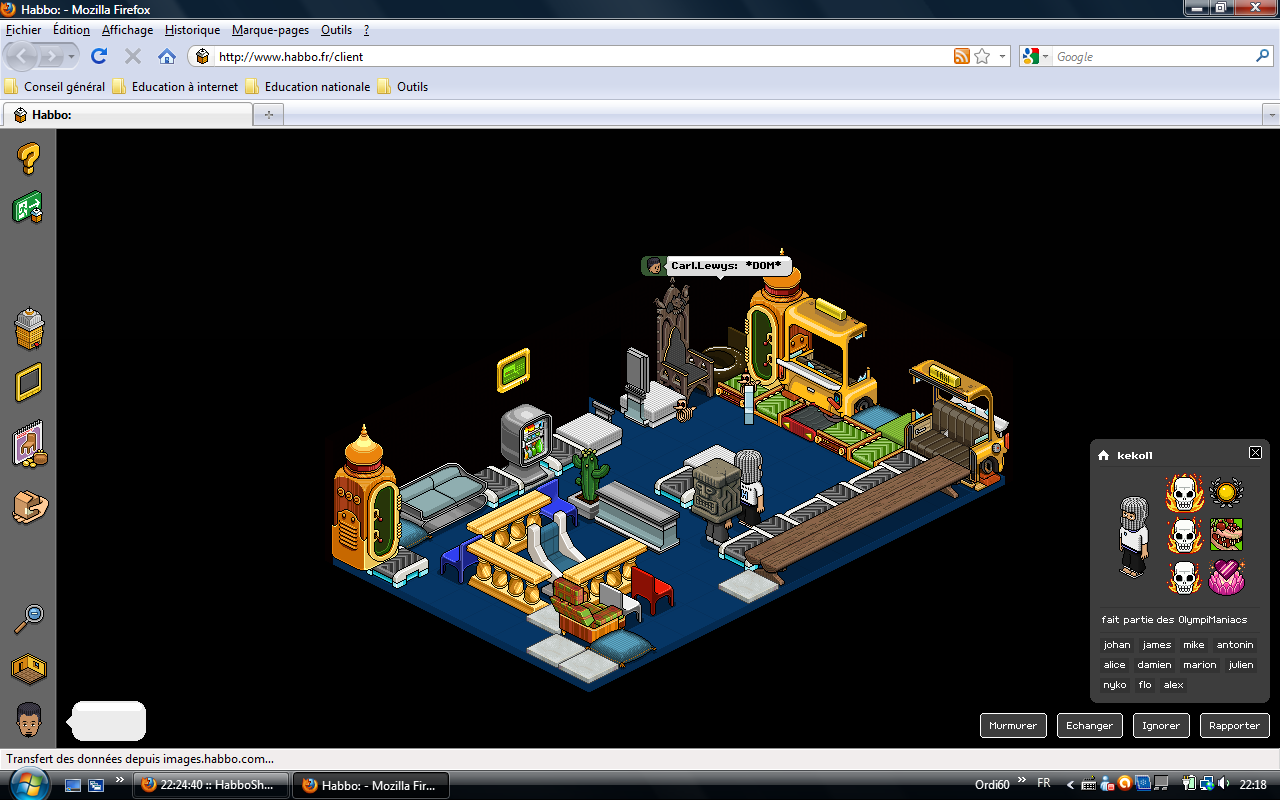 Habbo: - Mozilla Firefox
Fichier Édition Affichage Historique Marque-pages Outils ?
http://www.habbo.fr/client
Google
Conseil général Education à internet Education nationale Outils
Habbo:
Carl.Lewys: *DOM*
TAXI
kekol1
fait partie des OlympiManiacs
johan james mike antonin
alice damien marion julien
nyko flo alex
Murmurer Echanger Ignorer Rapporter
Transfert des données depuis images.habbo.com...
22:24:40 :: HabboSh... Habbo: - Mozilla Fir... Ordi60 » FR 22:18